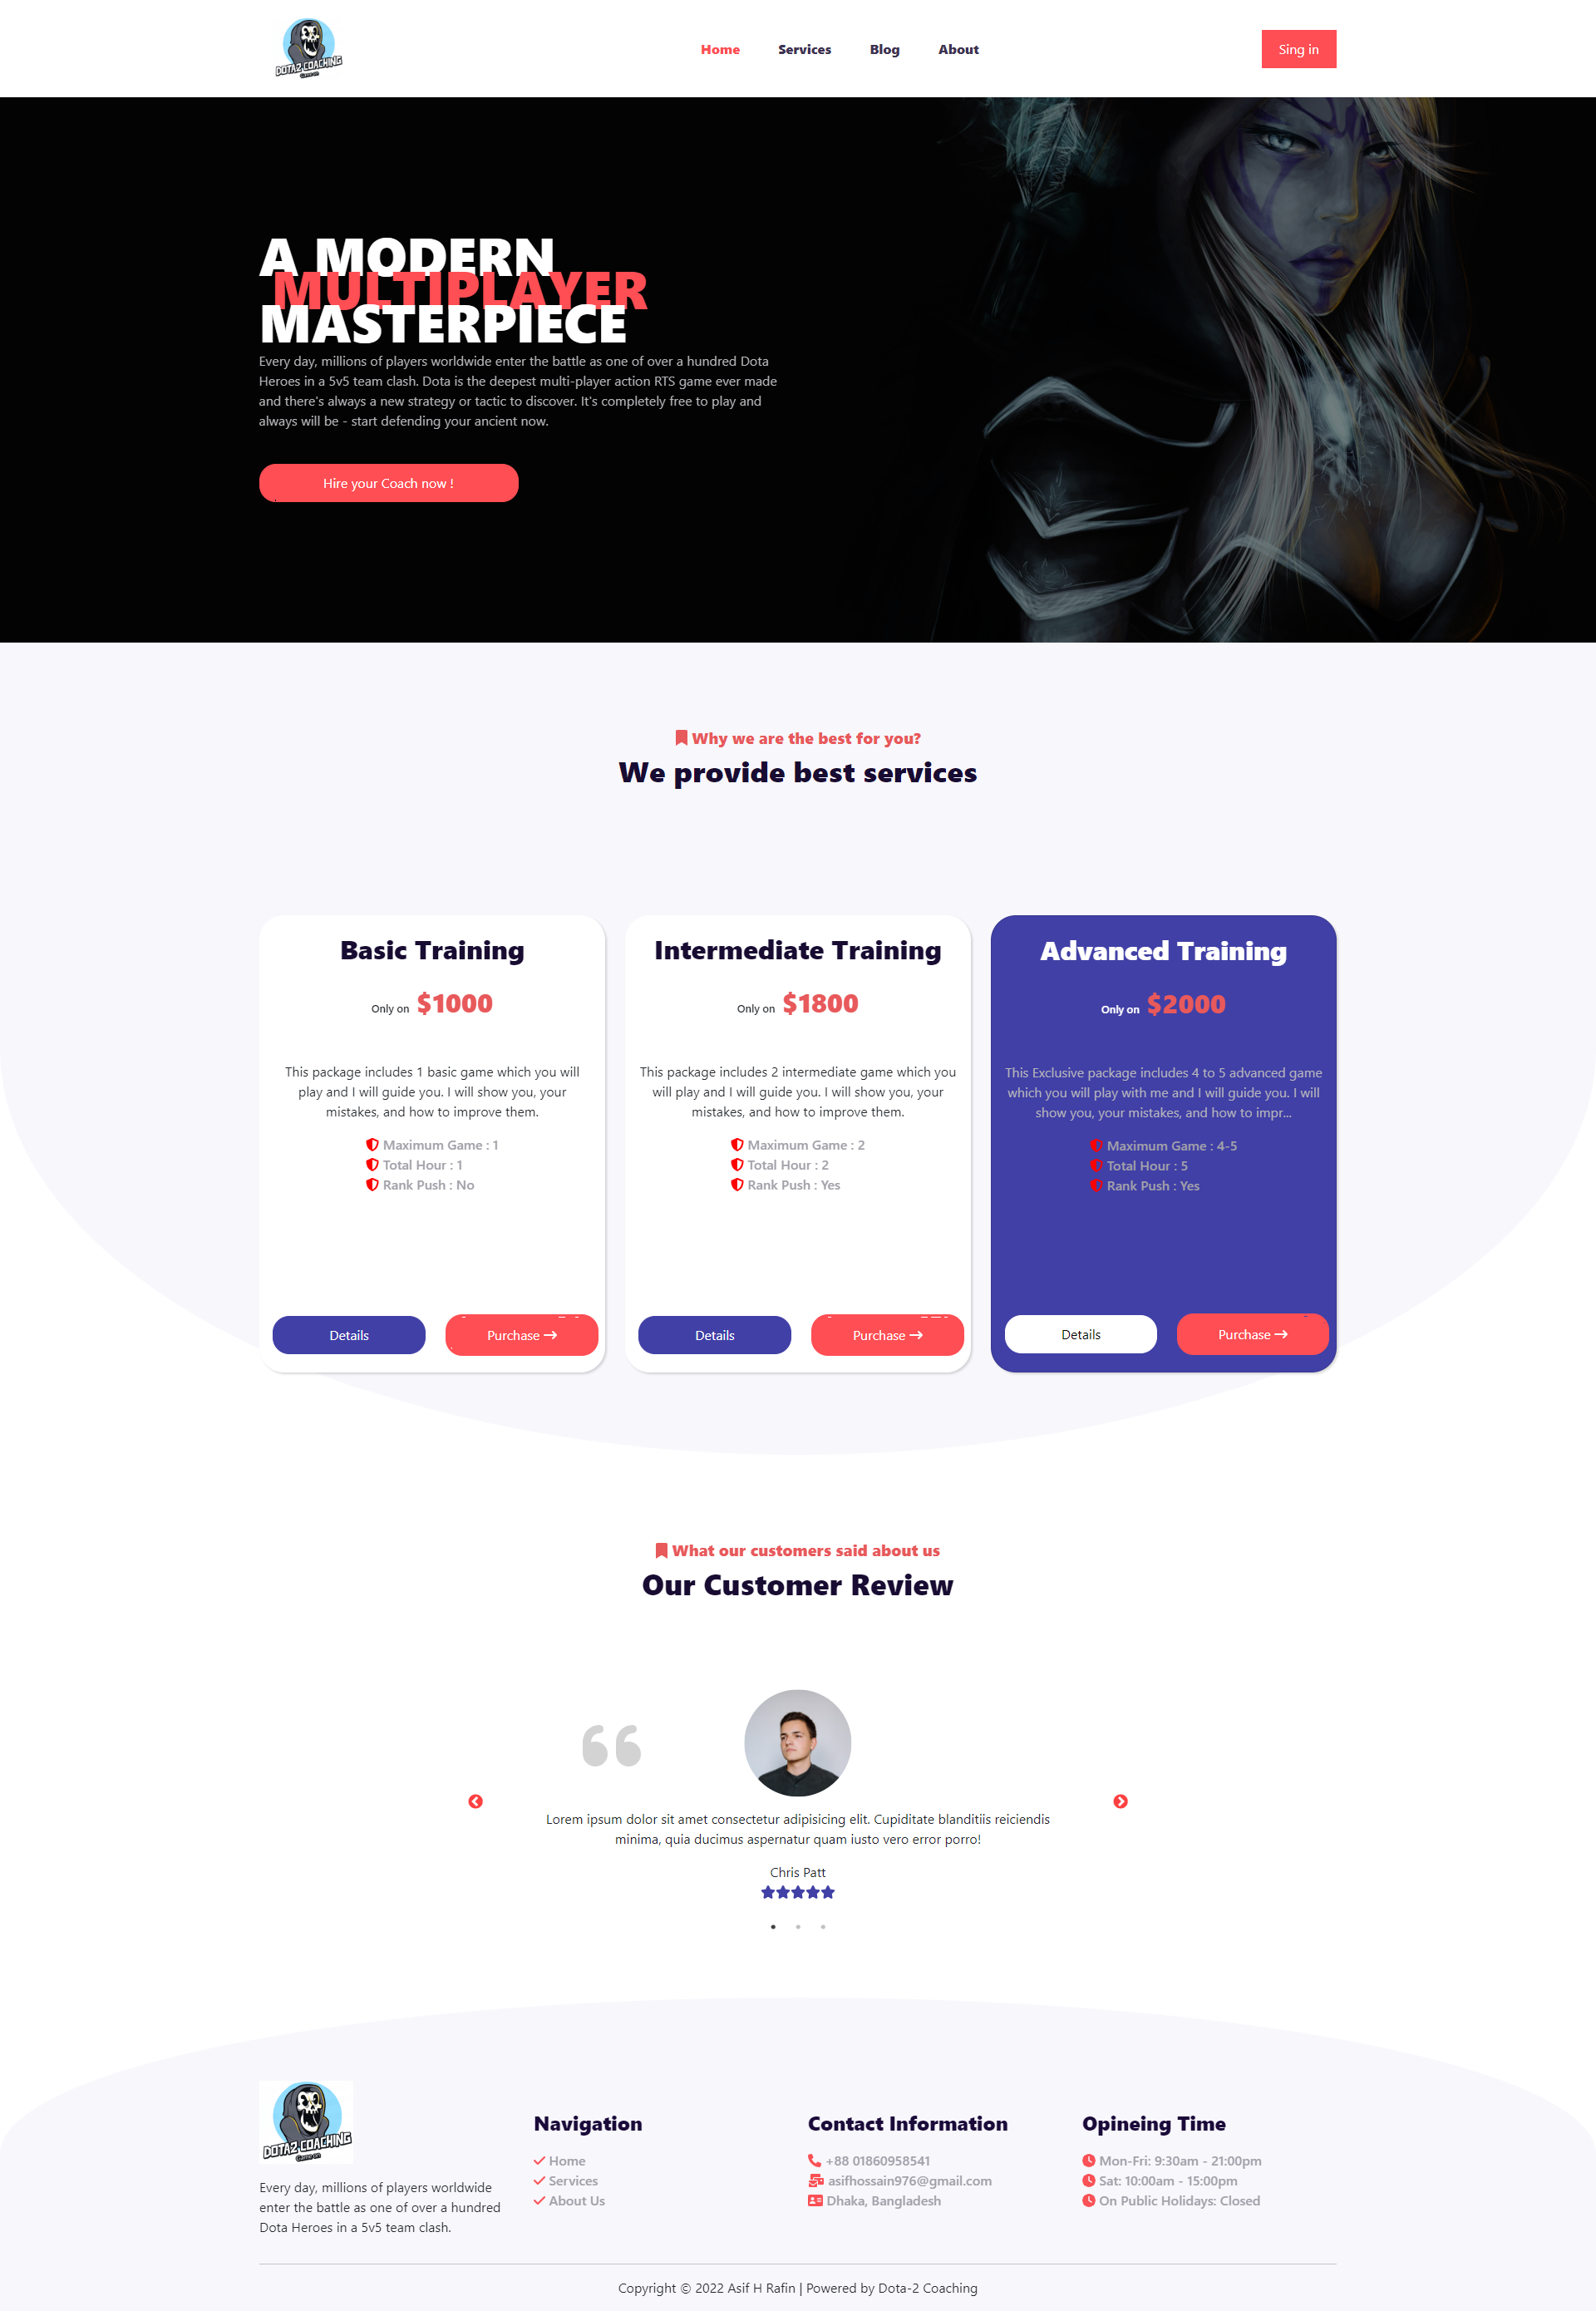 DOTA2 COACHING
Game on
Home
Services
Blog
About
Sing in
A MODERN
MULTIPLAYER
MASTERPIECE
Every day, millions of players worldwide enter the battle as one of over a hundred Dota
Heroes in a 5v5 team clash. Dota is the deepest multi-player action RTS game ever made
and there's always a new strategy or tactic to discover. It's completely free to play and
always will be - start defending your ancient now.
Hire your Coach now !
Why we are the best for you?
We provide best services
Basic Training
Only on $1000
This package includes 1 basic game which you will
play and I will guide you. I will show you, your
mistakes, and how to improve them.
Maximum Game : 1
Total Hour : 1
Rank Push : No
Details
Purchase →
Intermediate Training
Only on $1800
This package includes 2 intermediate game which you
will play and I will guide you. I will show you, your
mistakes, and how to improve them.
Maximum Game : 2
Total Hour : 2
Rank Push : Yes
Details
Purchase →
Advanced Training
Only on $2000
This Exclusive package includes 4 to 5 advanced game
which you will play with me and I will guide you. I will
show you, your mistakes, and how to impr...
Maximum Game : 4-5
Total Hour : 5
Rank Push : Yes
Details
Purchase →
What our customers said about us
Our Customer Review
Lorem ipsum dolor sit amet consectetur adipisicing elit. Cupiditate blanditiis reiciendis
minima, quia ducimus aspernatur quam iusto vero error porro!
Chris Patt
DOTA2 COACHING
Game on
Every day, millions of players worldwide
enter the battle as one of over a hundred
Dota Heroes in a 5v5 team clash.
Navigation
Home
Services
About Us
Contact Information
+88 01860958541
asifhossain976@gmail.com
Dhaka, Bangladesh
Opineing Time
Mon-Fri: 9:30am - 21:00pm
Sat: 10:00am - 15:00pm
On Public Holidays: Closed
Copyright © 2022 Asif H Rafin | Powered by Dota-2 Coaching